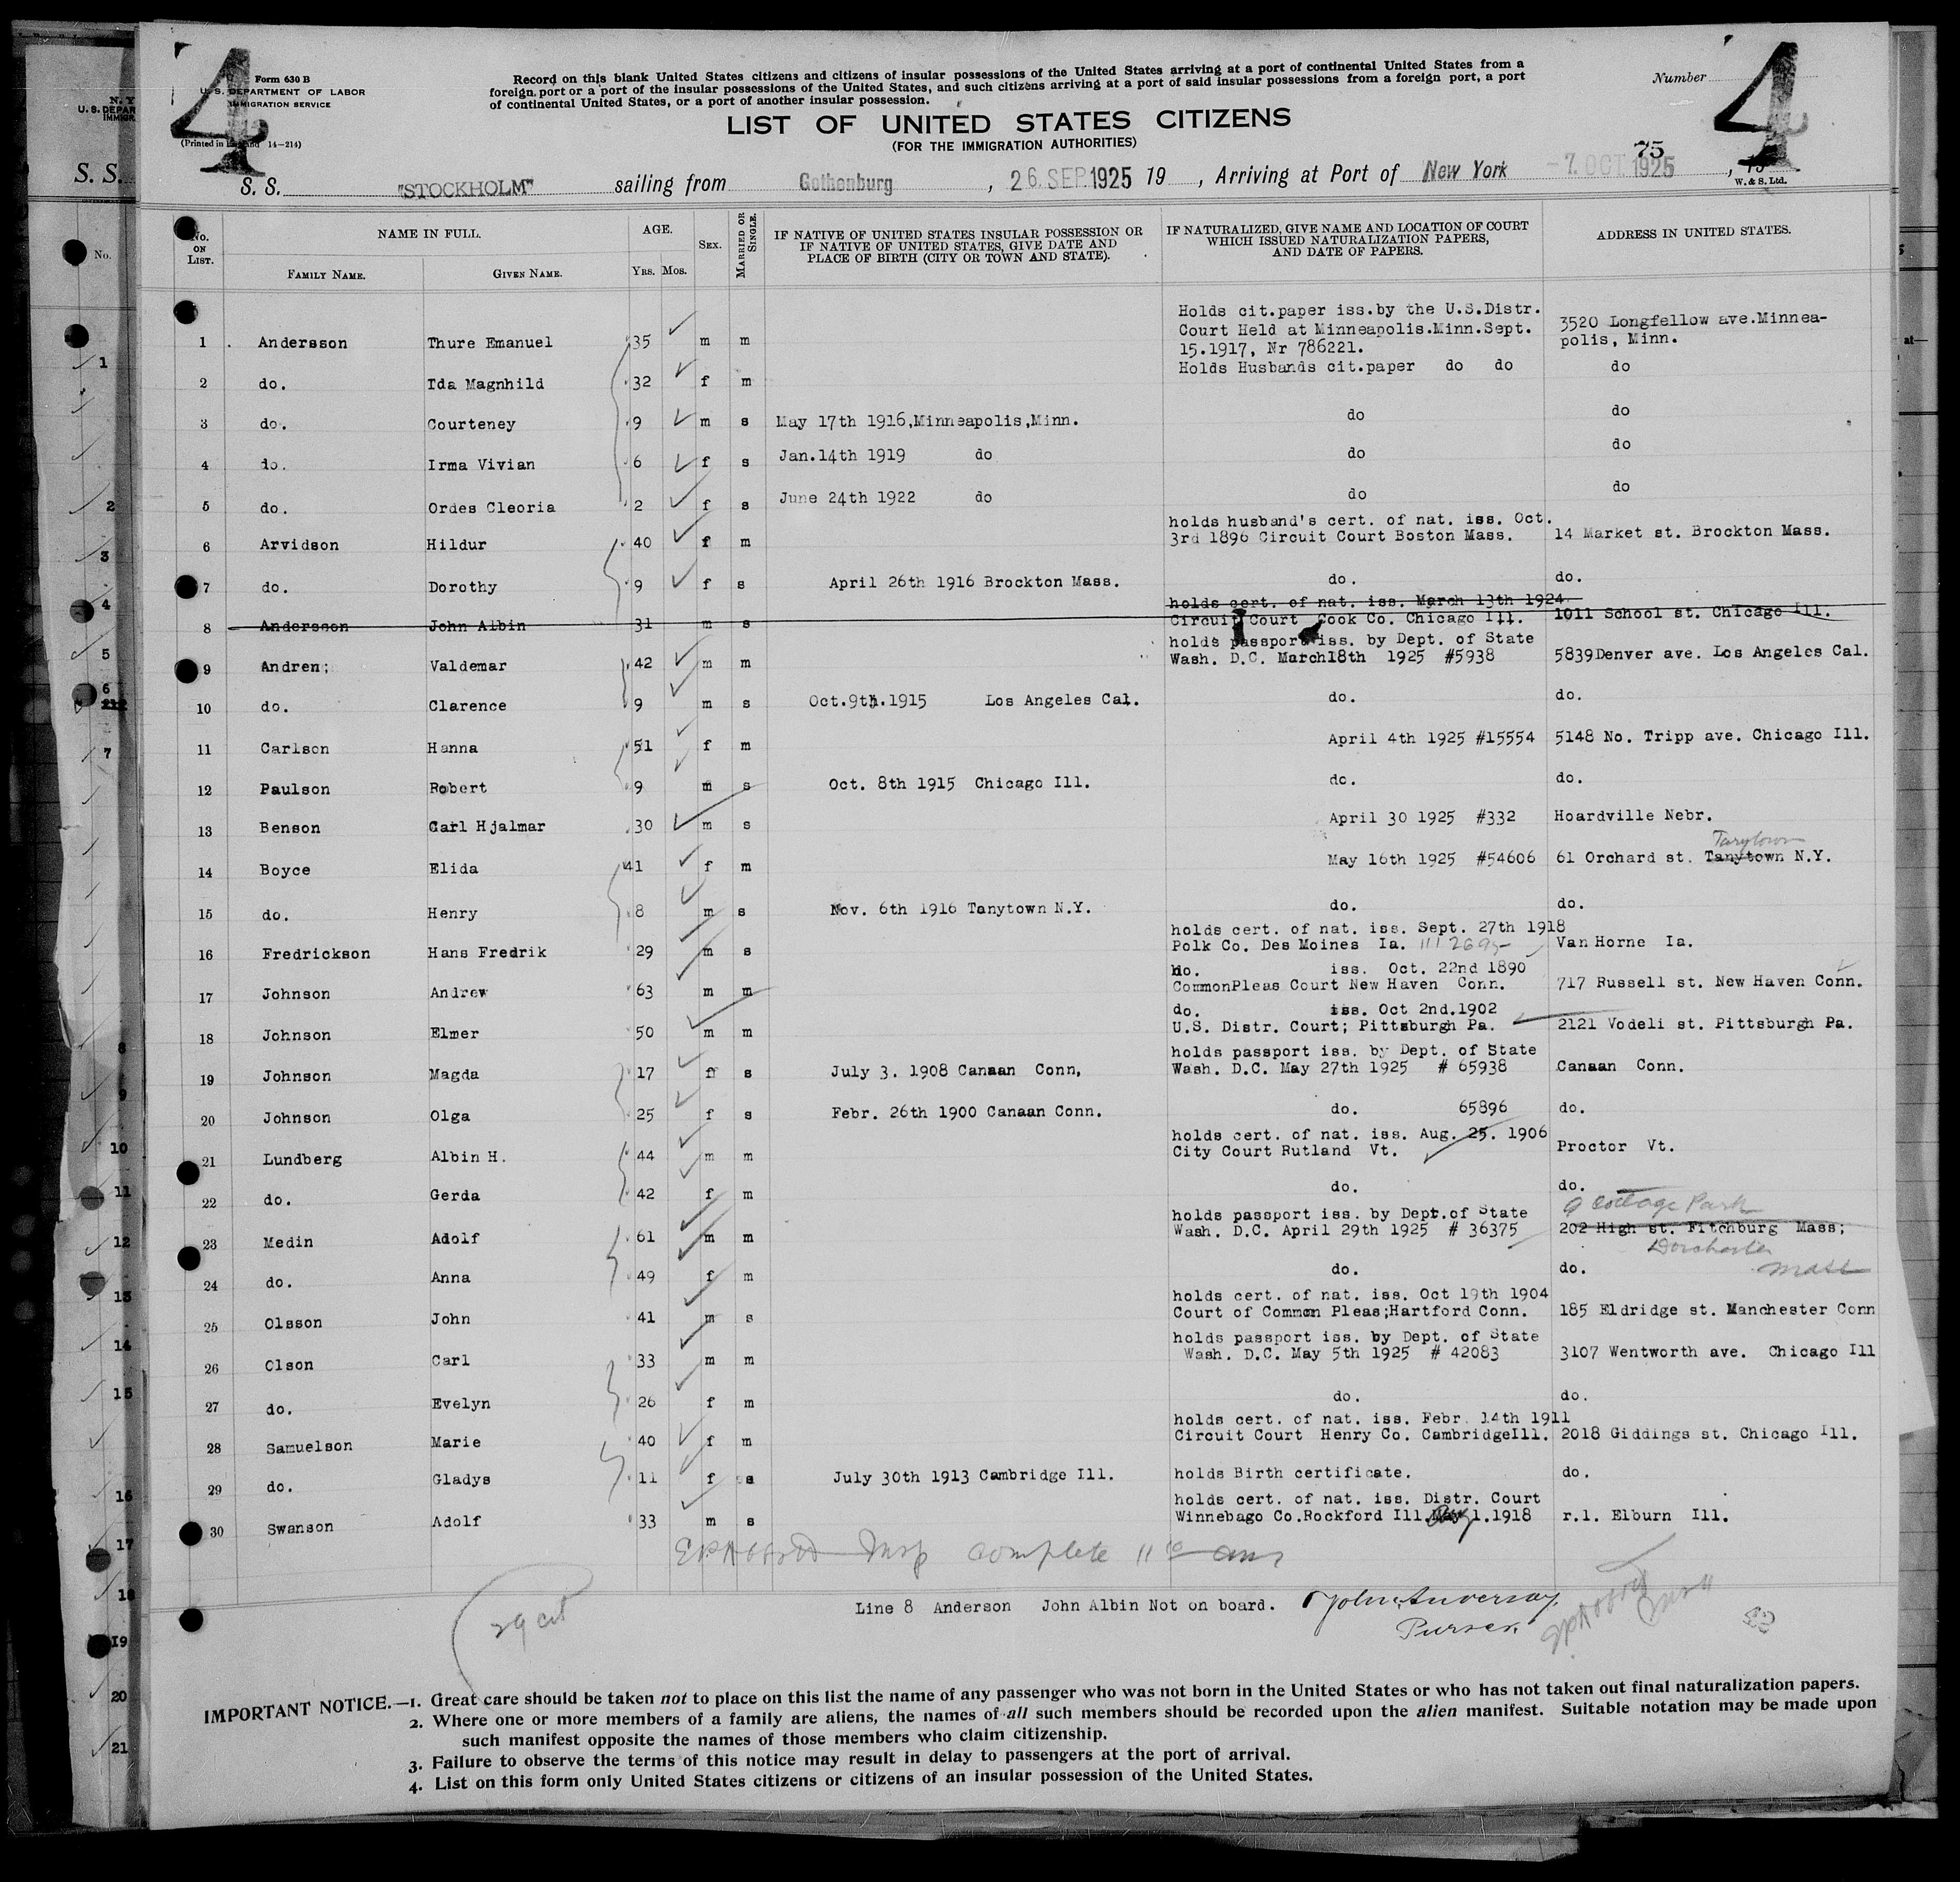 4
Form 630 B
U. S. DEPARTMENT OF LABOR
IMMIGRATION SERVICE
(Printed in England 14—214)
Record on this blank United States citizens and citizens of insular possessions of the United States arriving at a port of continental United States from a
foreign port or a port of the insular possessions of the United States, and such citizens arriving at a port of said insular possessions from a foreign port, a port
of continental United States, or a port of another insular possession.
Number
4
LIST OF UNITED STATES CITIZENS
(FOR THE IMMIGRATION AUTHORITIES)
75
S. S. "STOCKHOLM" sailing from Gothenburg, 26. SEP. 1925 19, Arriving at Port of New York -7. OCT 1925, 19
W. & S. Ltd.
No. ON LIST.
NAME IN FULL.
FAMILY NAME. GIVEN NAME.
AGE.
YRS. MOS.
SEX.
MARRIED OR SINGLE.
IF NATIVE OF UNITED STATES INSULAR POSSESSION OR
IF NATIVE OF UNITED STATES, GIVE DATE AND
PLACE OF BIRTH (CITY OR TOWN AND STATE).
IF NATURALIZED, GIVE NAME AND LOCATION OF COURT
WHICH ISSUED NATURALIZATION PAPERS,
AND DATE OF PAPERS.
ADDRESS IN UNITED STATES.
Holds cit.paper iss.by the U.S.Distr.
Court Held at Minneapolis.Minn.Sept. 3520 Longfellow ave.Minnea-
1 Andersson Thure Emanuel 35 m m 15.1917, Nr 786221. polis, Minn.
2 do. Ida Magnhild 32 f m Holds Husbands cit.paper do do do
3 do. Courteney 9 m s May 17th 1916,Minneapolis,Minn. do do
4 do. Irma Vivian 6 f s Jan.14th 1919 do do do
5 do. Ordes Cleoria 2 f s June 24th 1922 do do do
holds husband's cert. of nat. iss. Oct.
6 Arvidson Hildur 40 f m 3rd 1896 Circuit Court Boston Mass. 14 Market st. Brockton Mass.
7 do. Dorothy 9 f s April 26th 1916 Brockton Mass. do. do.
holds cert. of nat. iss. March 13th 1924
8 Andersson John Albin 31 m s Circuit Court Cook Co. Chicago Ill. 1011 School st. Chicago Ill.
holds passport iss. by Dept. of State
9 Andren; Valdemar 42 m m Wash. D.C. March18th 1925 #5938 5839Denver ave. Los Angeles Cal.
10 do. Clarence 9 m s Oct.9th.1915 Los Angeles Cal. do. do.
11 Carlson Hanna 51 f m April 4th 1925 #15554 5148 No. Tripp ave. Chicago Ill.
12 Paulson Robert 9 m s Oct. 8th 1915 Chicago Ill. do. do.
13 Benson Carl Hjalmar 30 m s April 30 1925 #332 Hoardville Nebr.
Tarytown
14 Boyce Elida 41 f m May 16th 1925 #54606 61 Orchard st. Tanytown N.Y.
15 do. Henry 8 m s Nov. 6th 1916 Tanytown N.Y. do. do.
holds cert. of nat. iss. Sept. 27th 1918
16 Fredrickson Hans Fredrik 29 m s Polk Co. Des Moines Ia. Van Horne Ia.
do. iss. Oct. 22nd 1890
17 Johnson Andrew 63 m m CommonPleas Court New Haven Conn. 717 Russell st. New Haven Conn.
do. iss. Oct 2nd.1902
18 Johnson Elmer 50 m m U.S. Distr. Court; Pittsburgh Pa. 2121 Vodeli st. Pittsburgh Pa.
holds passport iss. by Dept. of State
19 Johnson Magda 17 f s July 3. 1908 Canaan Conn, Wash. D.C. May 27th 1925 # 65938 Canaan Conn.
20 Johnson Olga 25 f s Febr. 26th 1900 Canaan Conn. do. 65896 do.
holds cert. of nat. iss. Aug. 25. 1906
21 Lundberg Albin H. 44 m m City Court Rutland Vt. Proctor Vt.
22 do. Gerda 42 f m do. do.
9 Cottage Park
holds passport iss. by Dept.of State
23 Medin Adolf 61 m m Wash. D.C. April 29th 1925 # 36375 202 High st. Fitchburg Mass;
Dorchester
24 do. Anna 49 f m do. do. Mass
holds cert. of nat. iss. Oct 19th 1904
25 Olsson John 41 m s Court of Common Pleas;Hartford Conn. 185 Eldridge st. Manchester Conn
holds passport iss. by Dept. of State
26 Olson Carl 33 m m Wash. D.C. May 5th 1925 # 42083 3107 Wentworth ave. Chicago Ill
27 do. Evelyn 26 f m do. do.
holds cert. of nat. iss. Febr. 14th 1911
28 Samuelson Marie 40 f m Circuit Court Henry Co. CambridgeIll. 2018 Giddings st. Chicago Ill.
29 do. Gladys 11 f s July 30th 1913 Cambridge Ill. holds Birth certificate. do.
holds cert. of nat. iss. Distr. Court
30 Swanson Adolf 33 m s Winnebago Co.Rockford Ill. 1.1918 r.1. Elburn Ill.
Insp complete 11 am
29 cit
Line 8 Anderson John Albin Not on board.
Purser
IMPORTANT NOTICE.—1. Great care should be taken not to place on this list the name of any passenger who was not born in the United States or who has not taken out final naturalization papers.
2. Where one or more members of a family are aliens, the names of all such members should be recorded upon the alien manifest. Suitable notation may be made upon
such manifest opposite the names of those members who claim citizenship.
3. Failure to observe the terms of this notice may result in delay to passengers at the port of arrival.
4. List on this form only United States citizens or citizens of an insular possession of the United States.